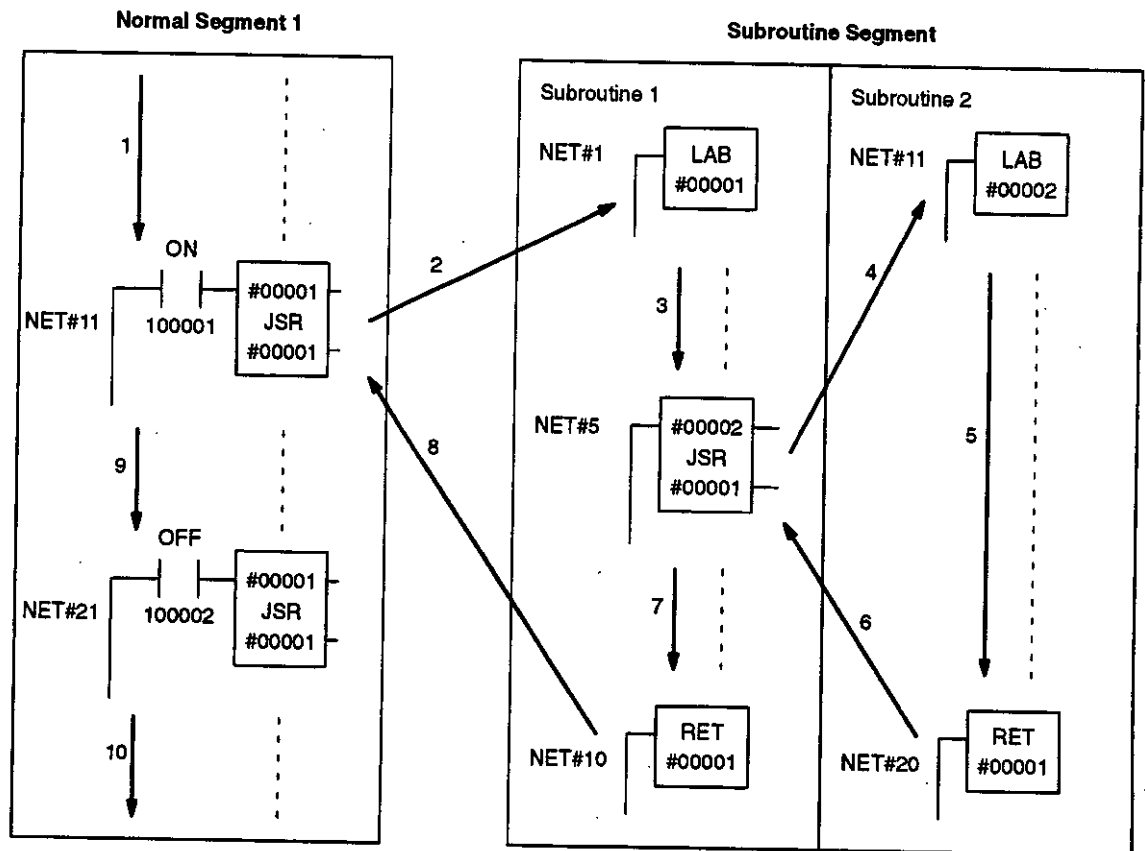 Normal Segment 1
1
ON
NET#11
100001
#00001
JSR
#00001
9
OFF
NET#21
100002
#00001
JSR
#00001
10
2
8
Subroutine Segment
Subroutine 1
NET#1
LAB
#00001
3
NET#5
#00002
JSR
#00001
7
NET#10
RET
#00001
4
6
Subroutine 2
NET#11
LAB
#00002
5
NET#20
RET
#00001